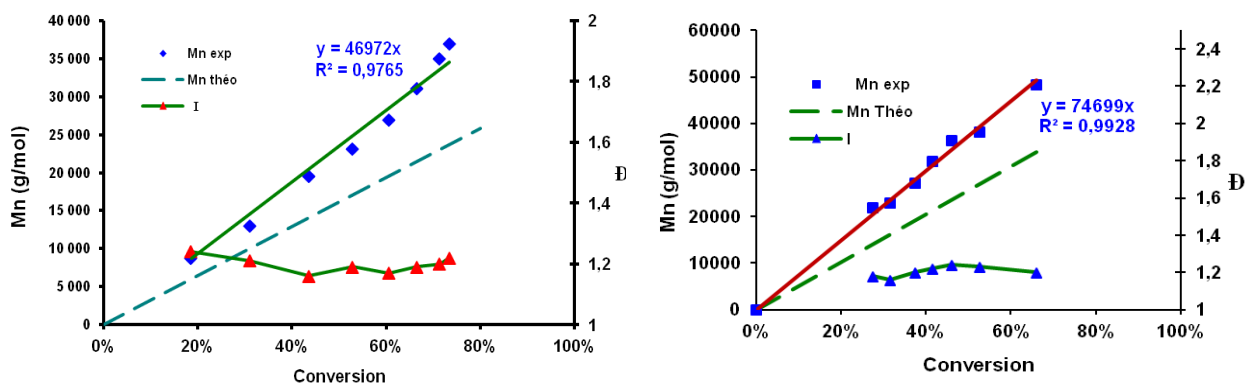 40 000
35 000
30 000
25 000
20 000
15 000
10 000
5 000
0
Mn (g/mol)
Mn exp
Mn théo
I
y = 46972x
R² = 0,9765
2
1,8
1,6
1,4
1,2
1
Đ
0%
20%
40%
60%
80%
100%
Conversion
60000
50000
40000
30000
20000
10000
0
Mn (g/mol)
Mn exp
Mn Théo
I
y = 74699x
R² = 0,9928
2,4
2,2
2
1,8
1,6
1,4
1,2
1
Đ
0%
20%
40%
60%
80%
100%
Conversion